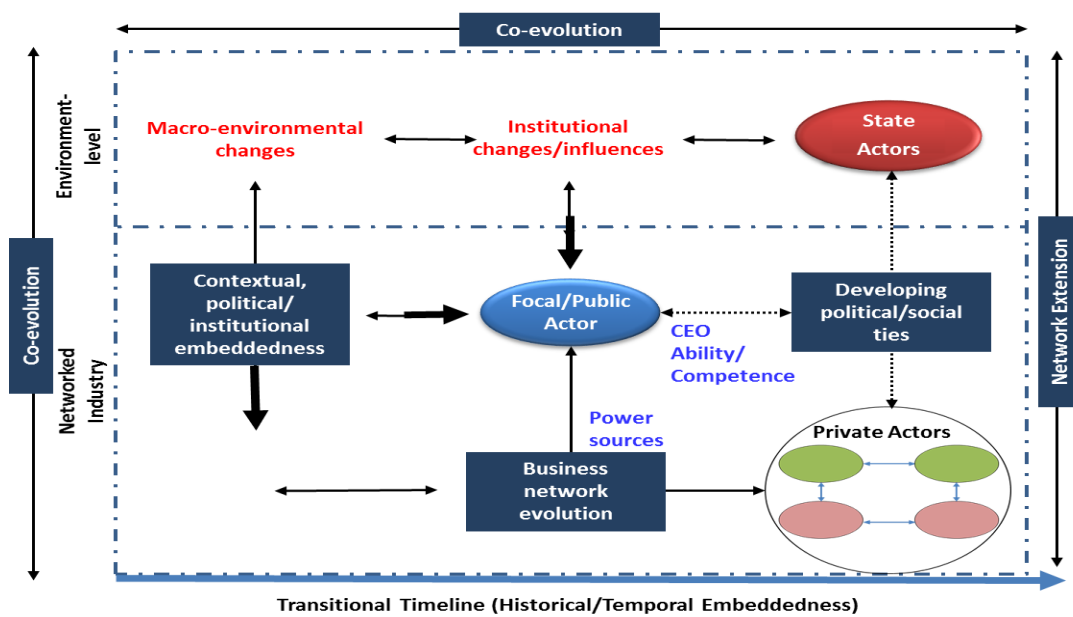 Co-evolution
Environment-
level
Macro-environmental
changes
Institutional
changes/influences
State
Actors
Co-evolution
Networked
Industry
Contextual,
political/
institutional
embeddedness
Focal/Public
Actor
CEO
Ability/
Competence
Developing
political/social
ties
Network Extension
Power
sources
Business
network
evolution
Private Actors
Transitional Timeline (Historical/Temporal Embeddedness)